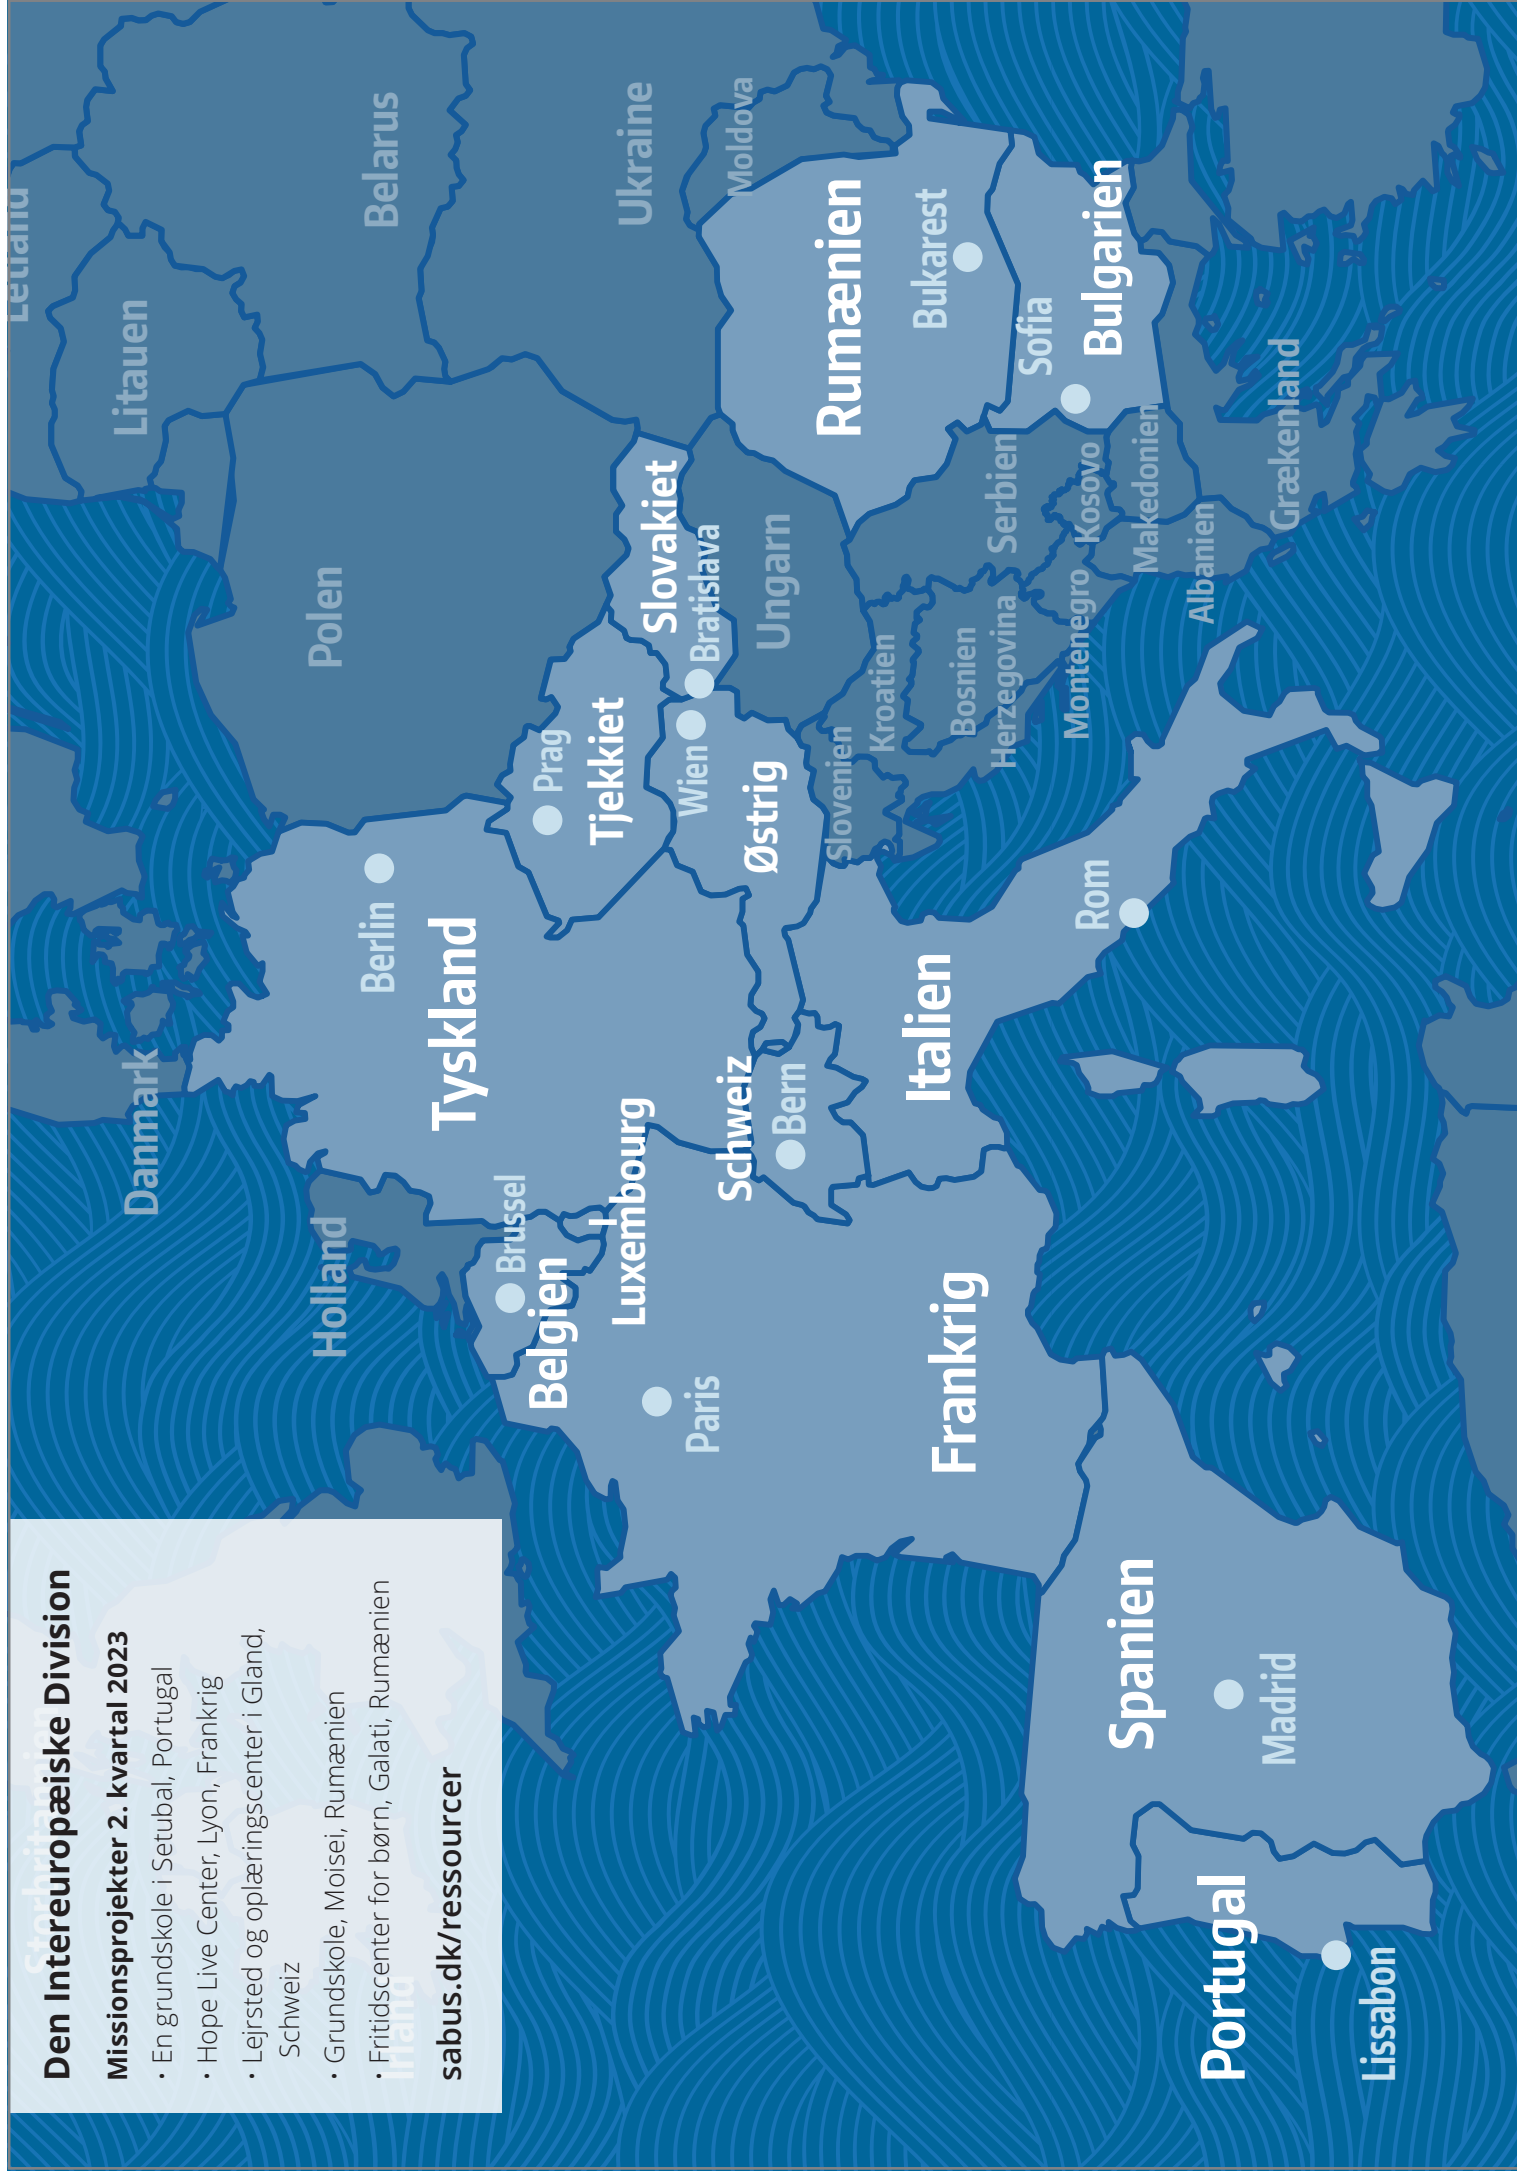 Den Intereuropæiske Division
Missionsprojekter 2. kvartal 2023
· En grundskole i Setubal, Portugal
· Hope Live Center, Lyon, Frankrig
· Lejrsted og oplæringscenter i Gland,
Schweiz
· Grundskole, Moisei, Rumænien
· Fritidscenter for børn, Galati, Rumænien
sabus.dk/ressourcer
Storbritannien
Irland
Letland
Litauen
Belarus
Danmark
Polen
Holland
Berlin
Tyskland
Ukraine
Brussel
Belgien
Prag
Tjekkiet
Luxembourg
Slovakiet
Bratislava
Wien
Østrig
Moldova
Paris
Schweiz
Bern
Ungarn
Slovenien
Kroatien
Rumænien
Bukarest
Frankrig
Italien
Bosnien
Herzegovina
Serbien
Sofia
Bulgarien
Montenegro
Kosovo
Makedonien
Rom
Albanien
Grækenland
Spanien
Madrid
Portugal
Lissabon